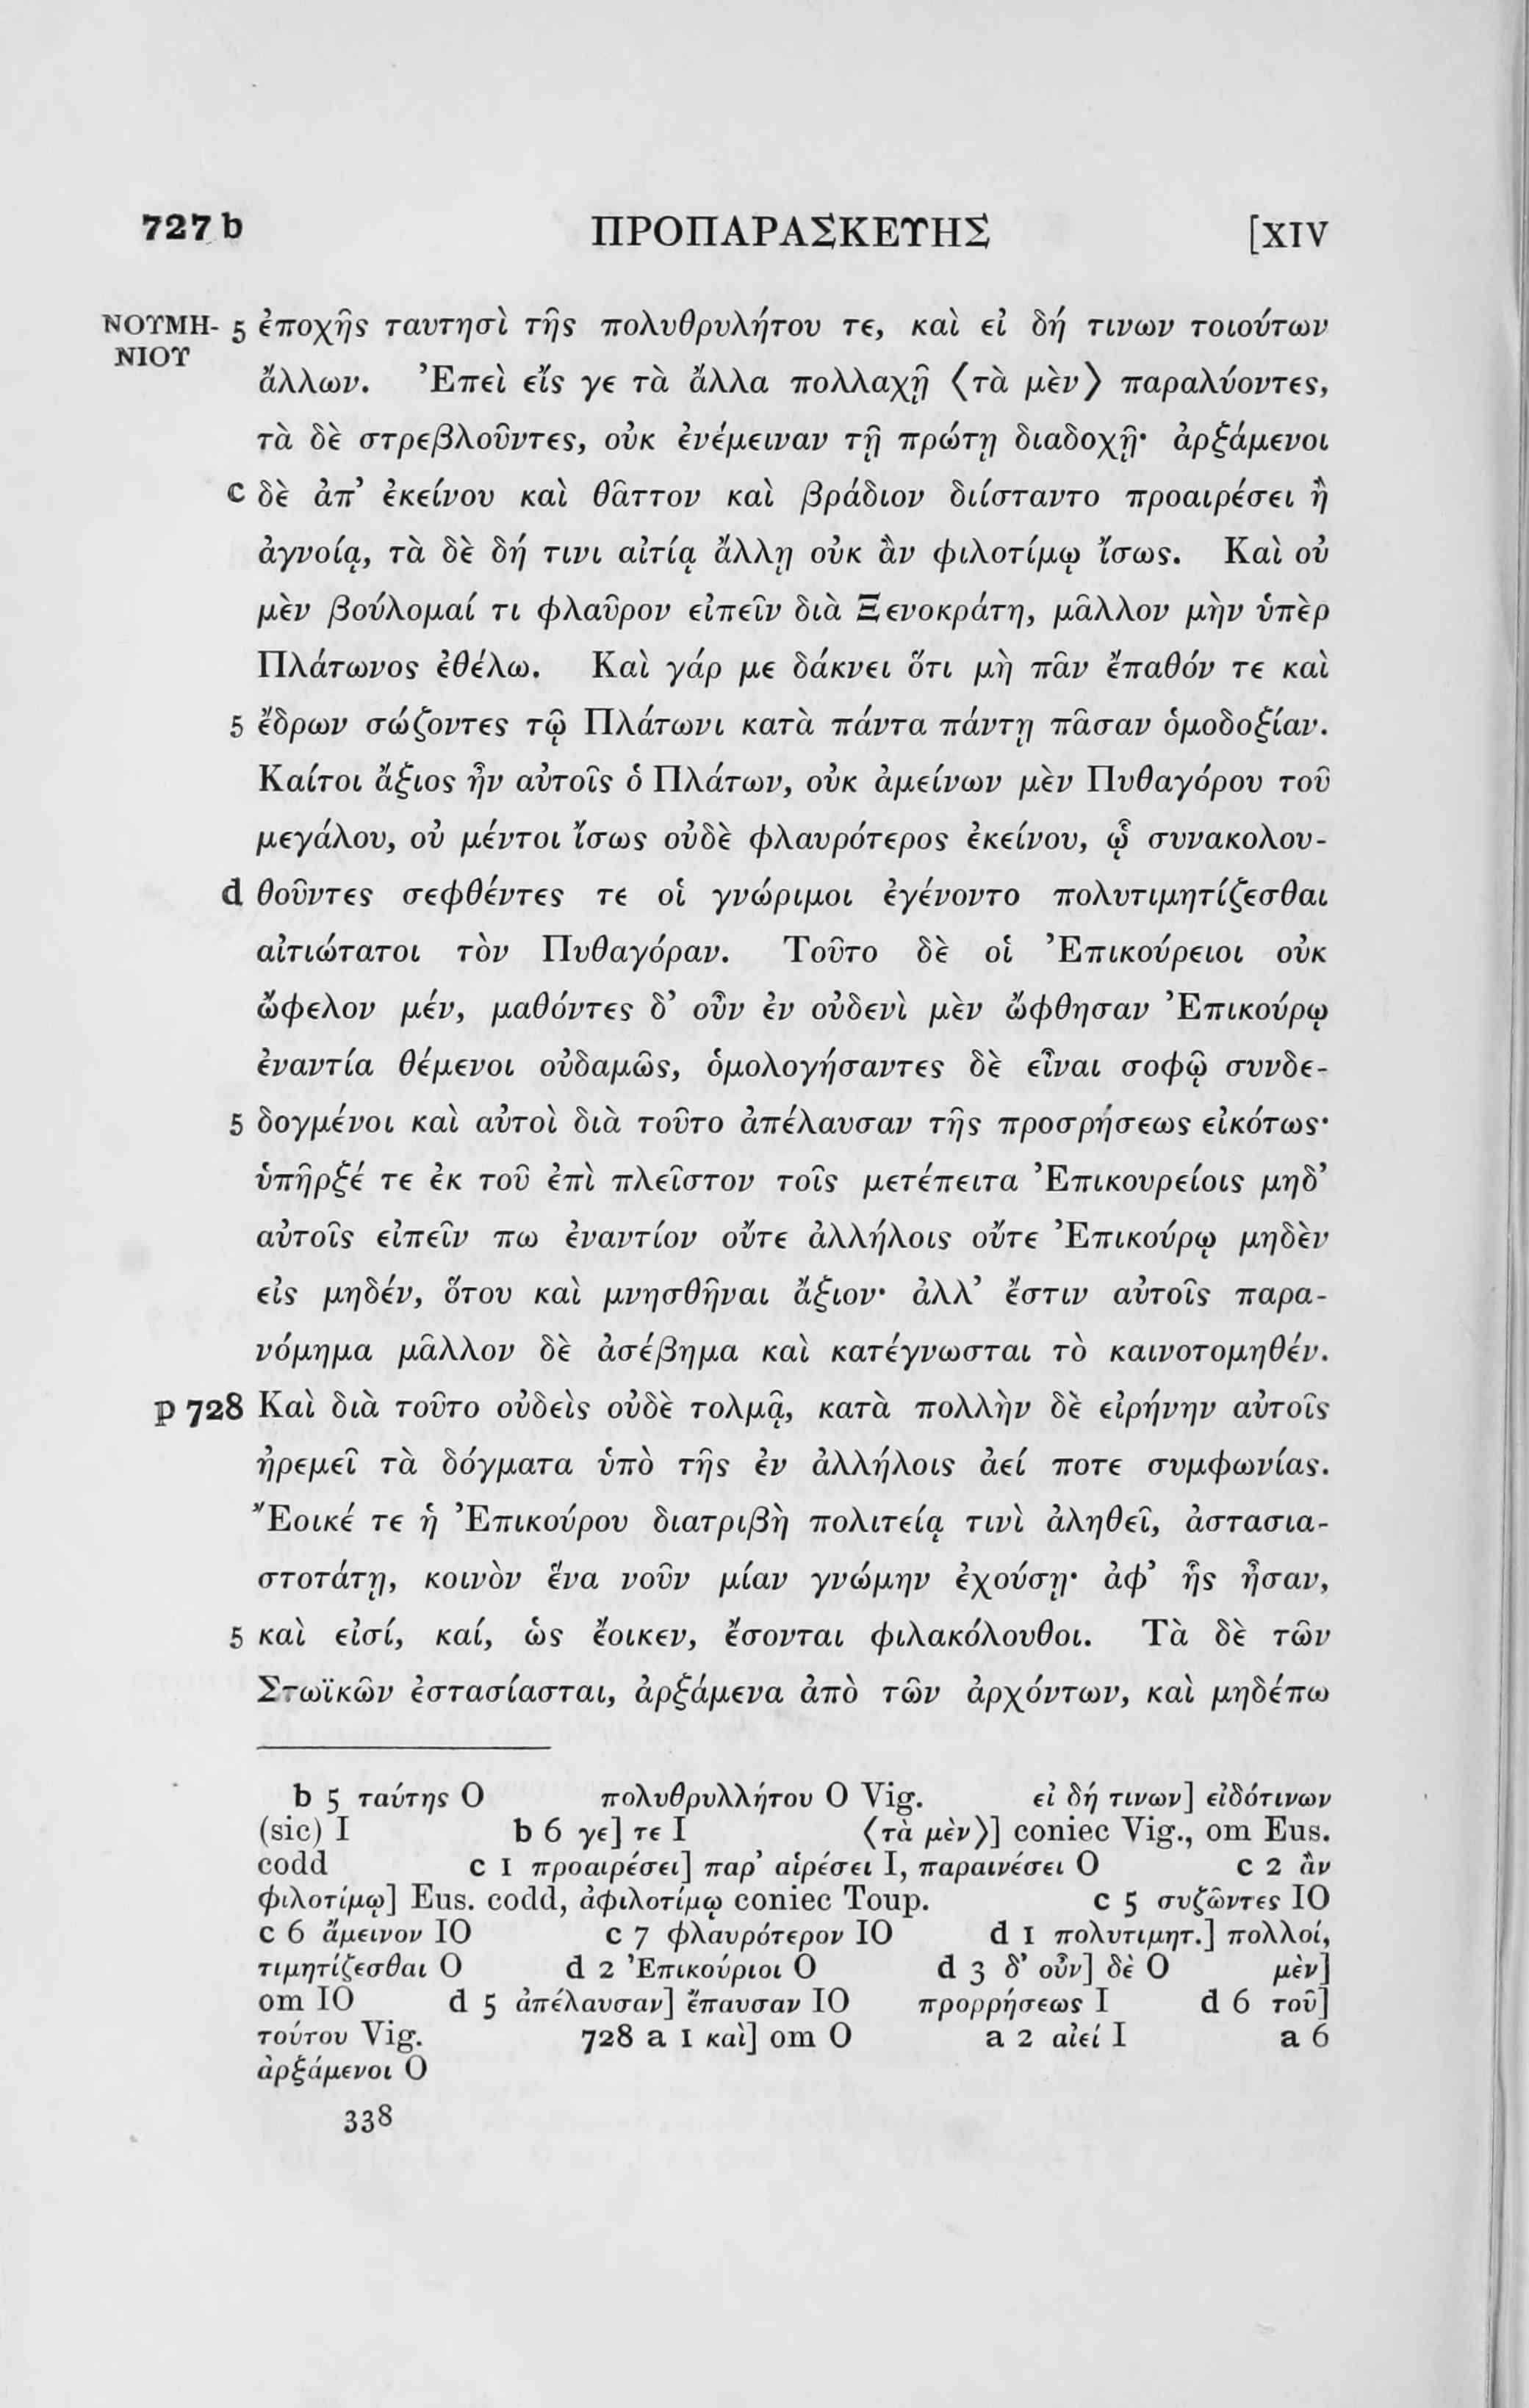 727 b ΠΡΟΠΑΡΑΣΚΕΥΗΣ [XIV
ΝΟΥΜΗ- 5 ἐποχῆς ταυτησὶ τῆς πολυθρυλήτου τε, καὶ εἰ δή τινων τοιούτων
ΝΙΟΥ
ἄλλων. Ἐπεὶ εἴς γε τὰ ἄλλα πολλαχῇ ⟨τὰ μὲν⟩ παραλύοντες,
τὰ δὲ στρεβλοῦντες, οὐκ ἐνέμειναν τῇ πρώτῃ διαδοχῇ· ἀρξάμενοι
c δὲ ἀπ’ ἐκείνου καὶ θᾶττον καὶ βράδιον διίσταντο προαιρέσει ἢ
ἀγνοίᾳ, τὰ δὲ δή τινι αἰτίᾳ ἄλλῃ οὐκ ἂν φιλοτίμῳ ἴσως. Καὶ οὐ
μὲν βούλομαί τι φλαῦρον εἰπεῖν διὰ Ξενοκράτη, μᾶλλον μὴν ὑπὲρ
Πλάτωνος ἐθέλω. Καὶ γάρ με δάκνει ὅτι μὴ πᾶν ἔπαθόν τε καὶ
5 ἔδρων σώζοντες τῷ Πλάτωνι κατὰ πάντα πάντῃ πᾶσαν ὁμοδοξίαν.
Καίτοι ἄξιος ἦν αὐτοῖς ὁ Πλάτων, οὐκ ἀμείνων μὲν Πυθαγόρου τοῦ
μεγάλου, οὐ μέντοι ἴσως οὐδὲ φλαυρότερος ἐκείνου, ᾧ συνακολου-
d θοῦντες σεφθέντες τε οἱ γνώριμοι ἐγένοντο πολυτιμητίζεσθαι
αἰτιώτατοι τὸν Πυθαγόραν. Τοῦτο δὲ οἱ Ἐπικούρειοι οὐκ
ὤφελον μέν, μαθόντες δ’ οὖν ἐν οὐδενὶ μὲν ὤφθησαν Ἐπικούρῳ
ἐναντία θέμενοι οὐδαμῶς, ὁμολογήσαντες δὲ εἶναι σοφῷ συνδε-
5 δογμένοι καὶ αὐτοὶ διὰ τοῦτο ἀπέλαυσαν τῆς προσρήσεως εἰκότως·
ὑπῆρξέ τε ἐκ τοῦ ἐπὶ πλεῖστον τοῖς μετέπειτα Ἐπικουρείοις μηδ’
αὐτοῖς εἰπεῖν πω ἐναντίον οὔτε ἀλλήλοις οὔτε Ἐπικούρῳ μηδὲν
εἰς μηδέν, ὅτου καὶ μνησθῆναι ἄξιον· ἀλλ’ ἔστιν αὐτοῖς παρα-
νόμημα μᾶλλον δὲ ἀσέβημα καὶ κατέγνωσται τὸ καινοτομηθέν.
p 728 Καὶ διὰ τοῦτο οὐδεὶς οὐδὲ τολμᾷ, κατὰ πολλὴν δὲ εἰρήνην αὐτοῖς
ἠρεμεῖ τὰ δόγματα ὑπὸ τῆς ἐν ἀλλήλοις ἀεί ποτε συμφωνίας.
Ἔοικέ τε ἡ Ἐπικούρου διατριβὴ πολιτείᾳ τινὶ ἀληθεῖ, ἀστασια-
στοτάτῃ, κοινὸν ἕνα νοῦν μίαν γνώμην ἐχούσῃ· ἀφ’ ἧς ἦσαν,
5 καὶ εἰσί, καί, ὡς ἔοικεν, ἔσονται φιλακόλουθοι. Τὰ δὲ τῶν
Στωϊκῶν ἐστασίασται, ἀρξάμενα ἀπὸ τῶν ἀρχόντων, καὶ μηδέπω
b 5 ταύτης O πολυθρυλλήτου O Vig. εἰ δή τινων] εἰδότινων
(sic) I b 6 γε] τε I ⟨τὰ μὲν⟩] coniec Vig., om Eus.
codd c 1 προαιρέσει] παρ’ αἱρέσει I, παραινέσει O c 2 ἂν
φιλοτίμῳ] Eus. codd, ἀφιλοτίμῳ coniec Toup. c 5 συζῶντες IO
c 6 ἄμεινον IO c 7 φλαυρότερον IO d 1 πολυτιμητ.] πολλοί,
τιμητίζεσθαι O d 2 Ἐπικούριοι O d 3 δ’ οὖν] δὲ O μὲν]
om IO d 5 ἀπέλαυσαν] ἔπαυσαν IO προρρήσεως I d 6 τοῦ]
τούτου Vig. 728 a 1 καὶ] om O a 2 αἰεί I a 6
ἀρξάμενοι O
338